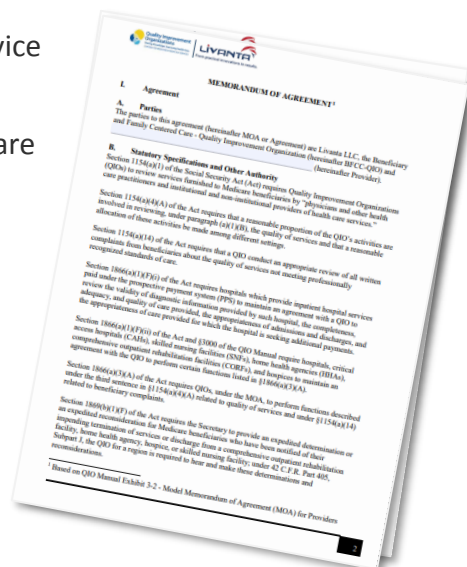 vice
are
Quality Improvement
Organizations
LIVANTA
MEMORANDUM OF AGREEMENT¹
I. Agreement
A. Parties
The parties to this agreement (hereinafter MOA or Agreement) are Livanta LLC, the Beneficiary
and Family Centered Care - Quality Improvement Organization (hereinafter BFCC-QIO) and
(hereinafter Provider).
B. Statutory Specifications and Other Authority
Section 1154(a)(1) of the Social Security Act (Act) requires Quality Improvement Organizations
(QIOs) to review services furnished to Medicare beneficiaries by "physicians and other health
care practitioners and institutional and non-institutional providers of health care services."
Section 1154(a)(4)(A) of the Act requires that a reasonable proportion of the QIO's activities are
involved in reviewing, under paragraph (a)(1)(B), the quality of services and that a reasonable
allocation of these activities by made among different settings.
Section 1154(a)(14) of the Act requires that a QIO conduct an appropriate review of all written
complaints from beneficiaries about the quality of services not meeting professionally
recognized standards of care.
Section 1866(a)(1)(F)(i) of the Act requires hospitals which provide inpatient hospital services
paid under the prospective payment system (PPS) to maintain an agreement with a QIO to
review the validity of diagnostic information provided by such hospital, the completeness,
adequacy, and quality of care provided, the appropriateness of admissions and discharges, and
the appropriateness of care provided for which the hospital is seeking additional payments.
Section 1866(a)(1)(F)(ii) of the Act and §3000 of the QIO Manual require hospitals, critical
access hospitals (CAHs), skilled nursing facilities (SNFs), home health agencies (HHAs),
comprehensive outpatient rehabilitation facilities (CORFs), and hospices to maintain an
agreement with the QIO to perform certain functions listed in §1866(a)(3)(A).
Section 1866(a)(3)(A) of the Act requires QIOs, under the MOA, to perform functions described
under the third sentence in §1154(a)(4)(A) related to quality of services and under §1154(a)(14)
related to beneficiary complaints.
Section 1869(b)(1)(F) of the Act requires the Secretary to provide an expedited determination or
an expedited reconsideration for Medicare beneficiaries who have been notified of their
impending termination of services or discharge from a comprehensive outpatient rehabilitation
facility, home health agency, hospice, or skilled nursing facility; under 42 C.F.R. Part 405,
Subpart J, the QIO for a region is required to hear and make these determinations and
reconsiderations.
¹ Based on QIO Manual Exhibit 3-2 - Model Memorandum of Agreement (MOA) for Providers
2